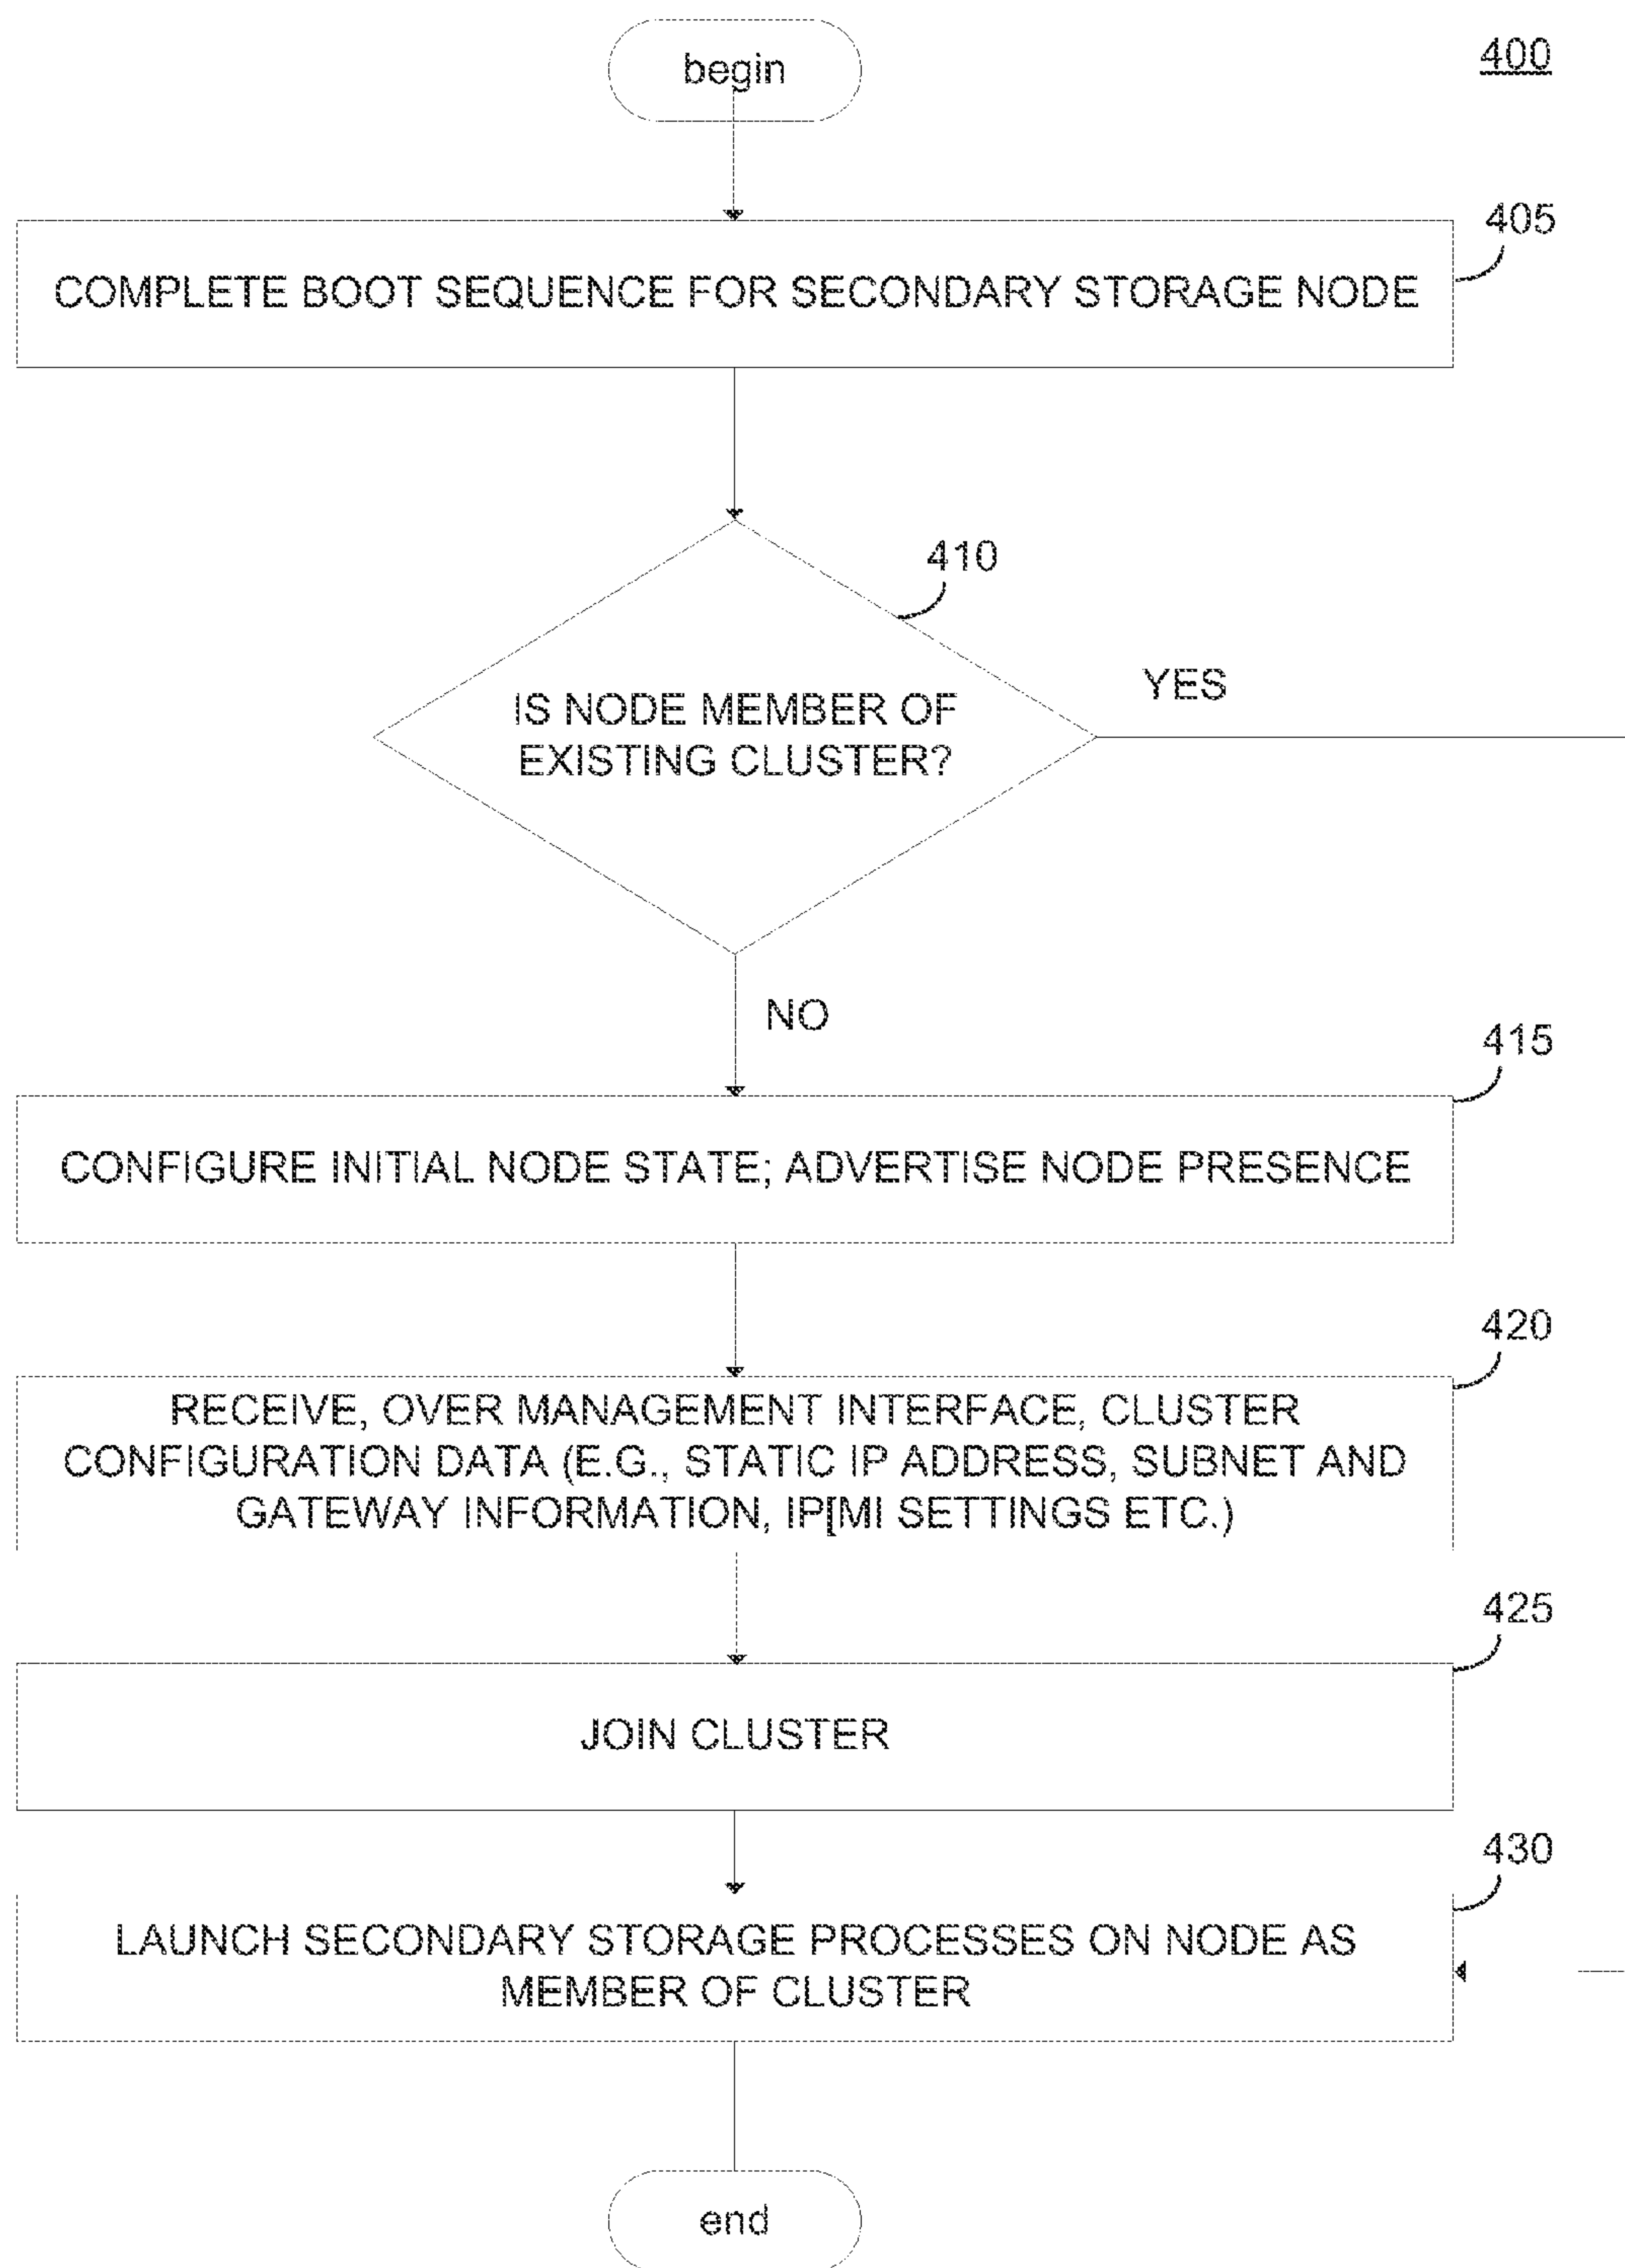 begin
400
405
COMPLETE BOOT SEQUENCE FOR SECONDARY STORAGE NODE
410
IS NODE MEMBER OF
EXISTING CLUSTER?
YES
NO
415
CONFIGURE INITIAL NODE STATE; ADVERTISE NODE PRESENCE
420
RECEIVE, OVER MANAGEMENT INTERFACE, CLUSTER
CONFIGURATION DATA (E.G., STATIC IP ADDRESS, SUBNET AND
GATEWAY INFORMATION, IP[MI SETTINGS ETC.)
425
JOIN CLUSTER
430
LAUNCH SECONDARY STORAGE PROCESSES ON NODE AS
MEMBER OF CLUSTER
end